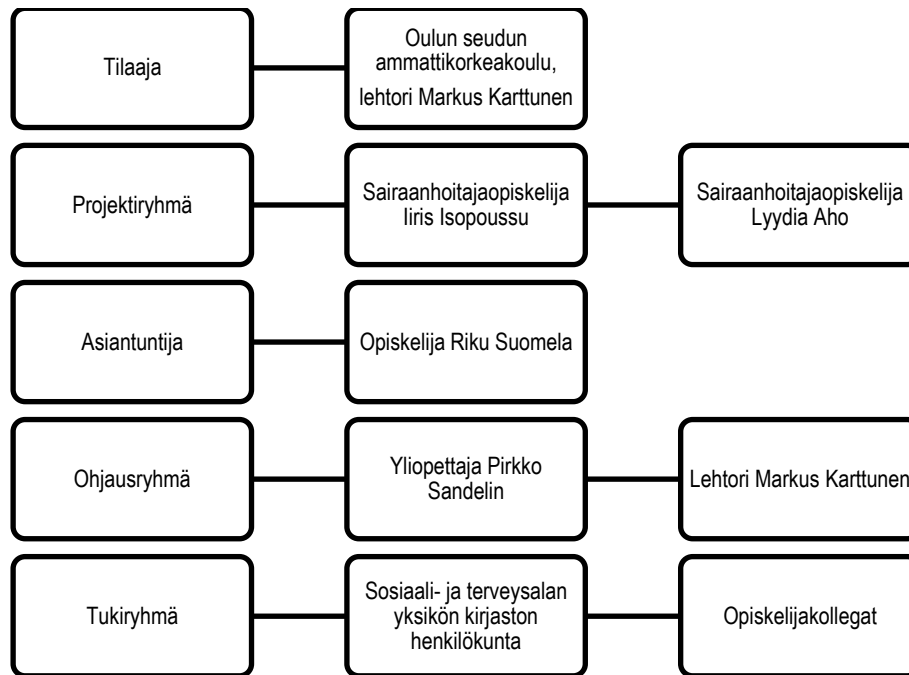 Tilaaja
Oulun seudun
ammattikorkeakoulu,
lehtori Markus Karttunen
Projektiryhmä
Sairaanhoitajaopiskelija
Iiris Isopoussu
Sairaanhoitajaopiskelija
Lyydia Aho
Asiantuntija
Opiskelija Riku Suomela
Ohjausryhmä
Yliopettaja Pirkko
Sandelin
Lehtori Markus Karttunen
Tukiryhmä
Sosiaali- ja terveysalan
yksikön kirjaston
henkilökunta
Opiskelijakollegat